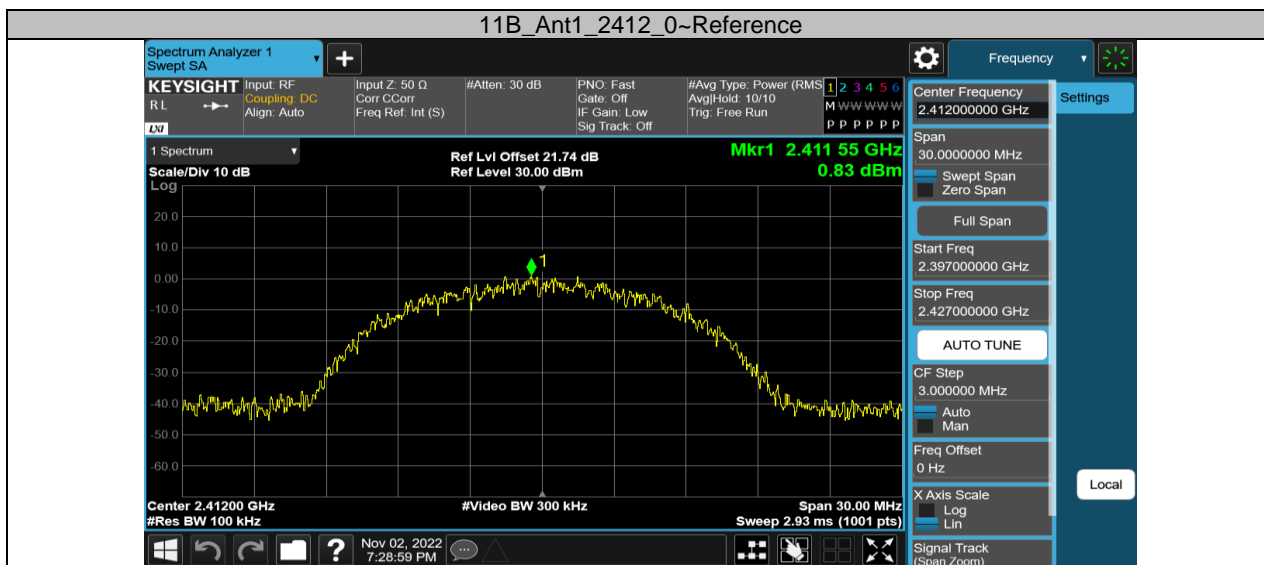 11B_Ant1_2412_0~Reference
Spectrum Analyzer 1
Swept SA
+
Frequency
KEYSIGHT
R L
LXI
Input: RF
Coupling: DC
Align: Auto
Input Z: 50 Ω
Corr CCorr
Freq Ref: Int (S)
#Atten: 30 dB
PNO: Fast
Gate: Off
IF Gain: Low
Sig Track: Off
#Avg Type: Power (RMS
Avg|Hold: 10/10
Trig: Free Run
1 2 3 4 5 6
M W W W W W
P P P P P P
1 Spectrum
Scale/Div 10 dB
Ref Lvl Offset 21.74 dB
Ref Level 30.00 dBm
Mkr1 2.411 55 GHz
0.83 dBm
Log
20.0
10.0
0.00
-10.0
-20.0
-30.0
-40.0
-50.0
-60.0
1
Center 2.41200 GHz
#Res BW 100 kHz
#Video BW 300 kHz
Span 30.00 MHz
Sweep 2.93 ms (1001 pts)
Center Frequency
2.412000000 GHz
Span
30.0000000 MHz
Swept Span
Zero Span
Full Span
Start Freq
2.397000000 GHz
Stop Freq
2.427000000 GHz
AUTO TUNE
CF Step
3.000000 MHz
Auto
Man
Freq Offset
0 Hz
X Axis Scale
Log
Lin
Signal Track
(Span Zoom)
Settings
Local
?
Nov 02, 2022
7:28:59 PM